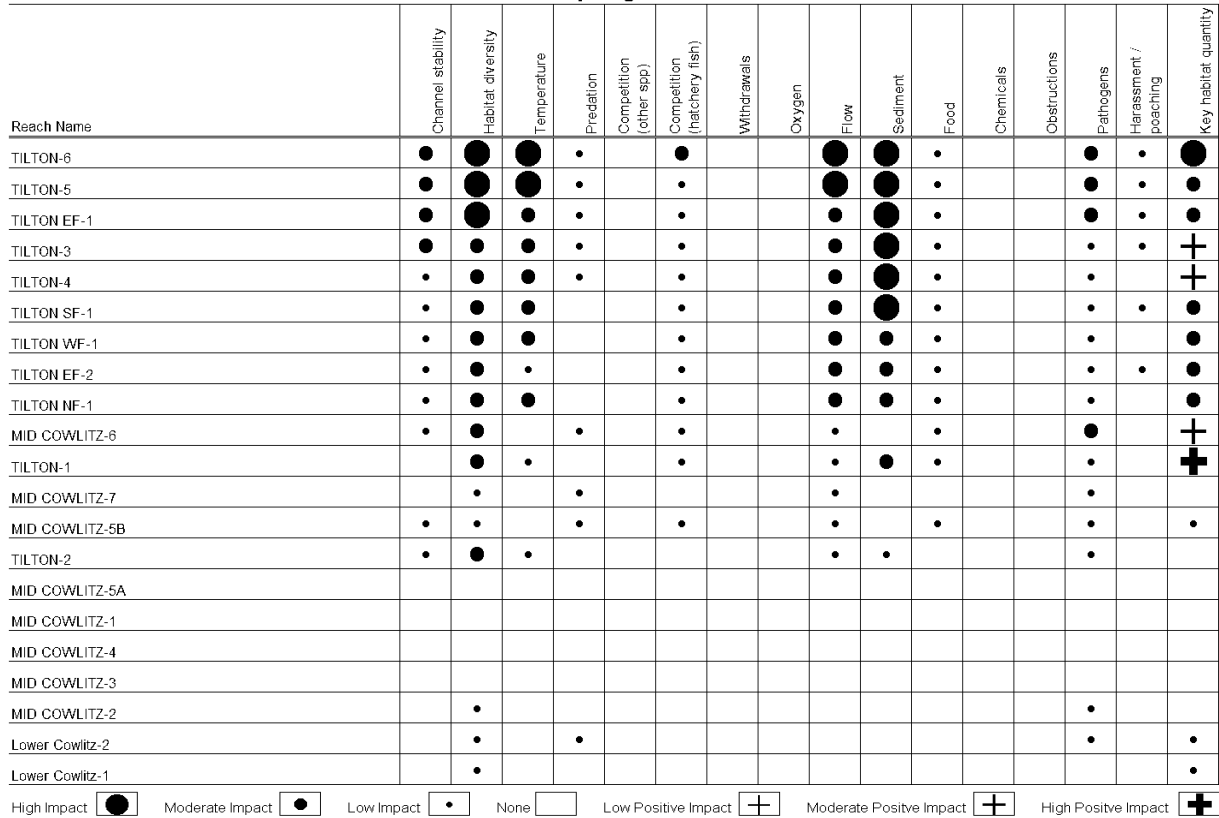 Channel stability
Habitat diversity
Temperature
Predation
Competition
(other spp)
Competition
(hatchery fish)
Withdrawals
Oxygen
Flow
Sediment
Food
Chemicals
Obstructions
Pathogens
Harassment /
poaching
Key habitat quantity
Reach Name
TILTON-6
TILTON-5
TILTON EF-1
TILTON-3
TILTON-4
TILTON SF-1
TILTON WF-1
TILTON EF-2
TILTON NF-1
MID COWLITZ-6
TILTON-1
MID COWLITZ-7
MID COWLITZ-5B
TILTON-2
MID COWLITZ-5A
MID COWLITZ-1
MID COWLITZ-4
MID COWLITZ-3
MID COWLITZ-2
Lower Cowlitz-2
Lower Cowlitz-1
High Impact Moderate Impact Low Impact None Low Positive Impact Moderate Positve Impact High Positve Impact